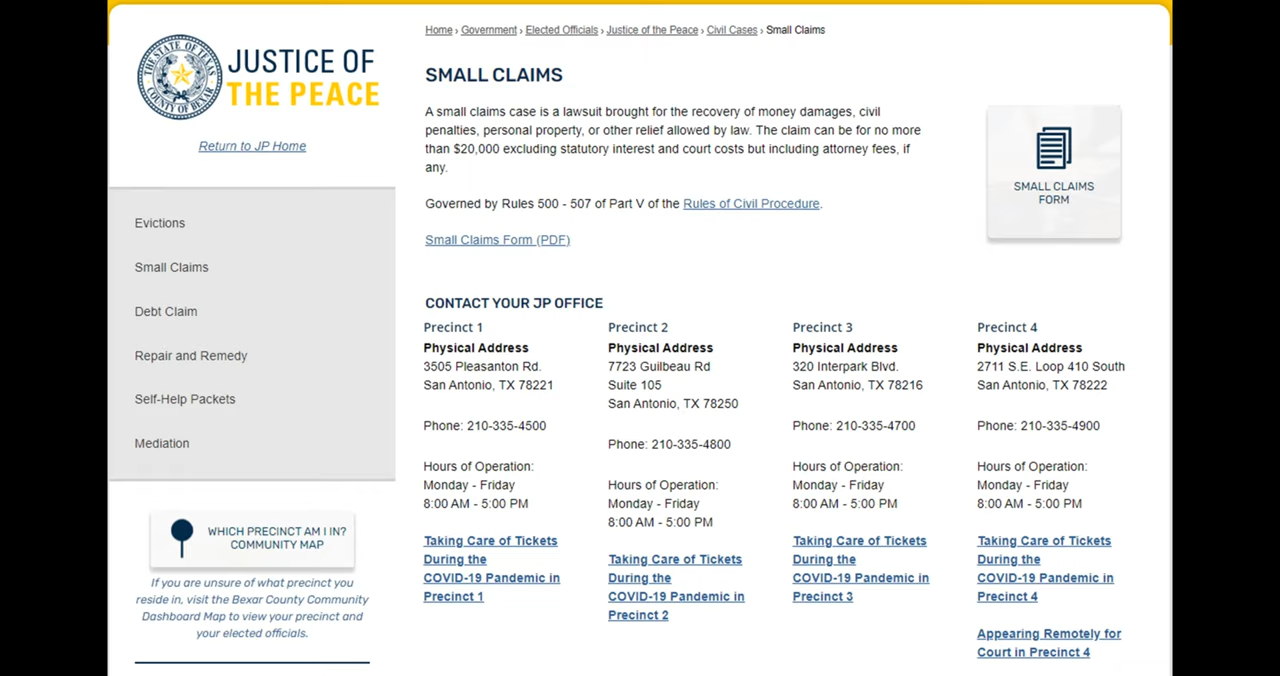 THE STATE OF TEXAS
COUNTY OF BEXAR
JUSTICE OF
THE PEACE
Return to JP Home
Evictions
Small Claims
Debt Claim
Repair and Remedy
Self-Help Packets
Mediation
WHICH PRECINCT AM I IN?
COMMUNITY MAP
If you are unsure of what precinct you
reside in, visit the Bexar County Community
Dashboard Map to view your precinct and
your elected officials.
Home › Government › Elected Officials › Justice of the Peace › Civil Cases › Small Claims
SMALL CLAIMS
A small claims case is a lawsuit brought for the recovery of money damages, civil
penalties, personal property, or other relief allowed by law. The claim can be for no more
than $20,000 excluding statutory interest and court costs but including attorney fees, if
any.
Governed by Rules 500 - 507 of Part V of the Rules of Civil Procedure.
Small Claims Form (PDF)
SMALL CLAIMS
FORM
CONTACT YOUR JP OFFICE
Precinct 1
Physical Address
3505 Pleasanton Rd.
San Antonio, TX 78221
Phone: 210-335-4500
Hours of Operation:
Monday - Friday
8:00 AM - 5:00 PM
Taking Care of Tickets
During the
COVID-19 Pandemic in
Precinct 1
Precinct 2
Physical Address
7723 Guilbeau Rd
Suite 105
San Antonio, TX 78250
Phone: 210-335-4800
Hours of Operation:
Monday - Friday
8:00 AM - 5:00 PM
Taking Care of Tickets
During the
COVID-19 Pandemic in
Precinct 2
Precinct 3
Physical Address
320 Interpark Blvd.
San Antonio, TX 78216
Phone: 210-335-4700
Hours of Operation:
Monday - Friday
8:00 AM - 5:00 PM
Taking Care of Tickets
During the
COVID-19 Pandemic in
Precinct 3
Precinct 4
Physical Address
2711 S.E. Loop 410 South
San Antonio, TX 78222
Phone: 210-335-4900
Hours of Operation:
Monday - Friday
8:00 AM - 5:00 PM
Taking Care of Tickets
During the
COVID-19 Pandemic in
Precinct 4
Appearing Remotely for
Court in Precinct 4